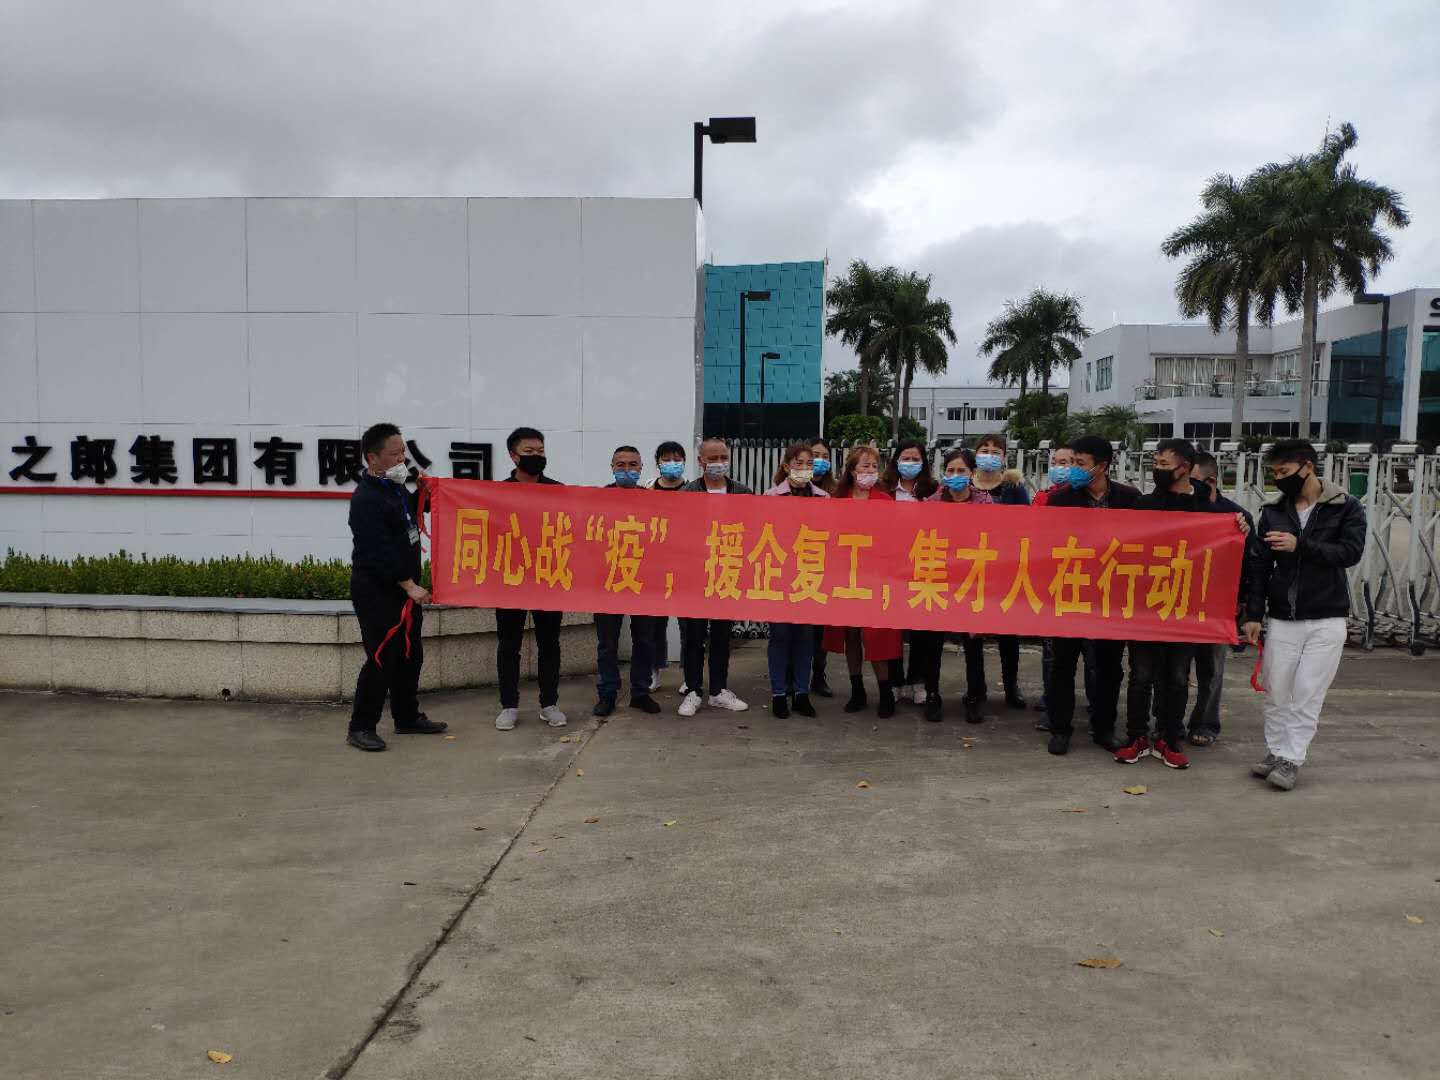 之郎集团有限公司
同心战“疫”，援企复工，集才人在行动！
S